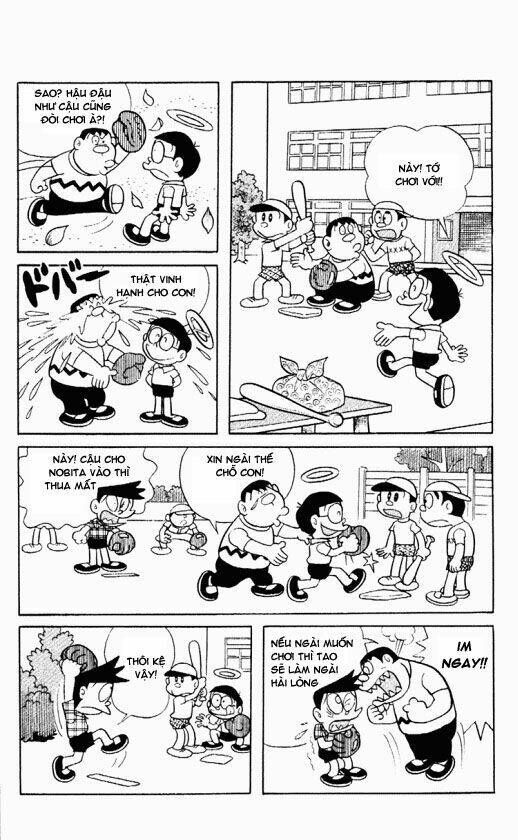 NÀY! TỚ
CHƠI VỚI!!
SAO? HẬU ĐẬU
NHƯ CẬU CŨNG
ĐÒI CHƠI À?!
THẬT VINH
HẠNH CHO CON!
ドバー
XIN NGÀI THẾ
CHỖ CON!
NÀY! CẬU CHO
NOBITA VÀO THÌ
THUA MẤT
IM
NGAY!!
NẾU NGÀI MUỐN
CHƠI THÌ TAO
SẼ LÀM NGÀI
HÀI LÒNG
THÔI KỆ
VẬY!